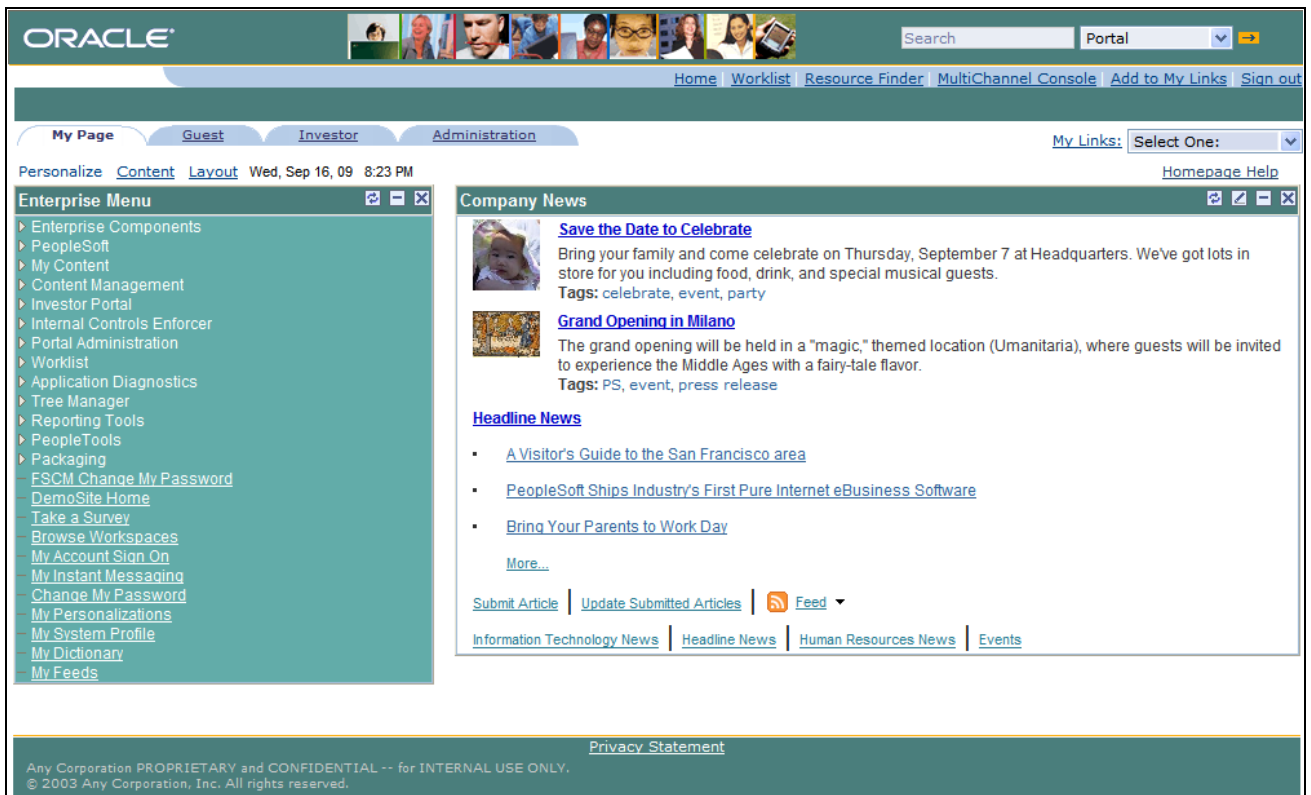 ORACLE®
Search
Portal
Home | Worklist | Resource Finder | MultiChannel Console | Add to My Links | Sign out
My Page
Guest
Investor
Administration
My Links: Select One:
Personalize Content Layout Wed, Sep 16, 09 8:23 PM
Homepage Help
Enterprise Menu
Enterprise Components
PeopleSoft
My Content
Content Management
Investor Portal
Internal Controls Enforcer
Portal Administration
Worklist
Application Diagnostics
Tree Manager
Reporting Tools
PeopleTools
Packaging
FSCM Change My Password
DemoSite Home
Take a Survey
Browse Workspaces
My Account Sign On
My Instant Messaging
Change My Password
My Personalizations
My System Profile
My Dictionary
My Feeds
Company News
Save the Date to Celebrate
Bring your family and come celebrate on Thursday, September 7 at Headquarters. We've got lots in
store for you including food, drink, and special musical guests.
Tags: celebrate, event, party
Grand Opening in Milano
The grand opening will be held in a "magic," themed location (Umanitaria), where guests will be invited
to experience the Middle Ages with a fairy-tale flavor.
Tags: PS, event, press release
Headline News
▪ A Visitor's Guide to the San Francisco area
▪ PeopleSoft Ships Industry's First Pure Internet eBusiness Software
▪ Bring Your Parents to Work Day
More...
Submit Article | Update Submitted Articles | Feed
Information Technology News | Headline News | Human Resources News | Events
Privacy Statement
Any Corporation PROPRIETARY and CONFIDENTIAL -- for INTERNAL USE ONLY.
© 2003 Any Corporation, Inc. All rights reserved.